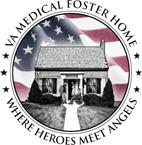 VA MEDICAL FOSTER HOME
WHERE HEROES MEET ANGELS